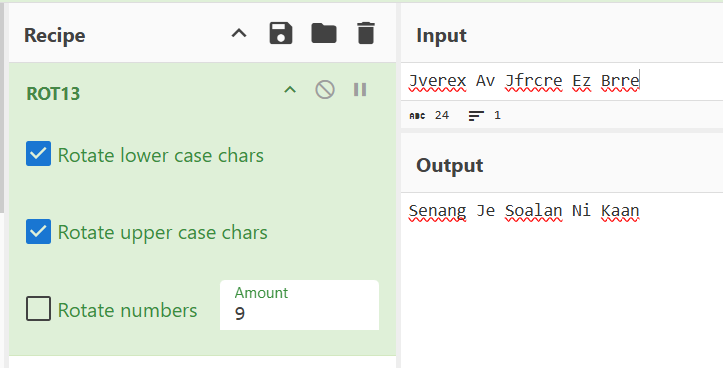 Recipe
ROT13
Rotate lower case chars
Rotate upper case chars
Rotate numbers
Amount
9
Input
Jverex Av Jfrcre Ez Brre
ABC 24 1
Output
Senang Je Soalan Ni Kaan